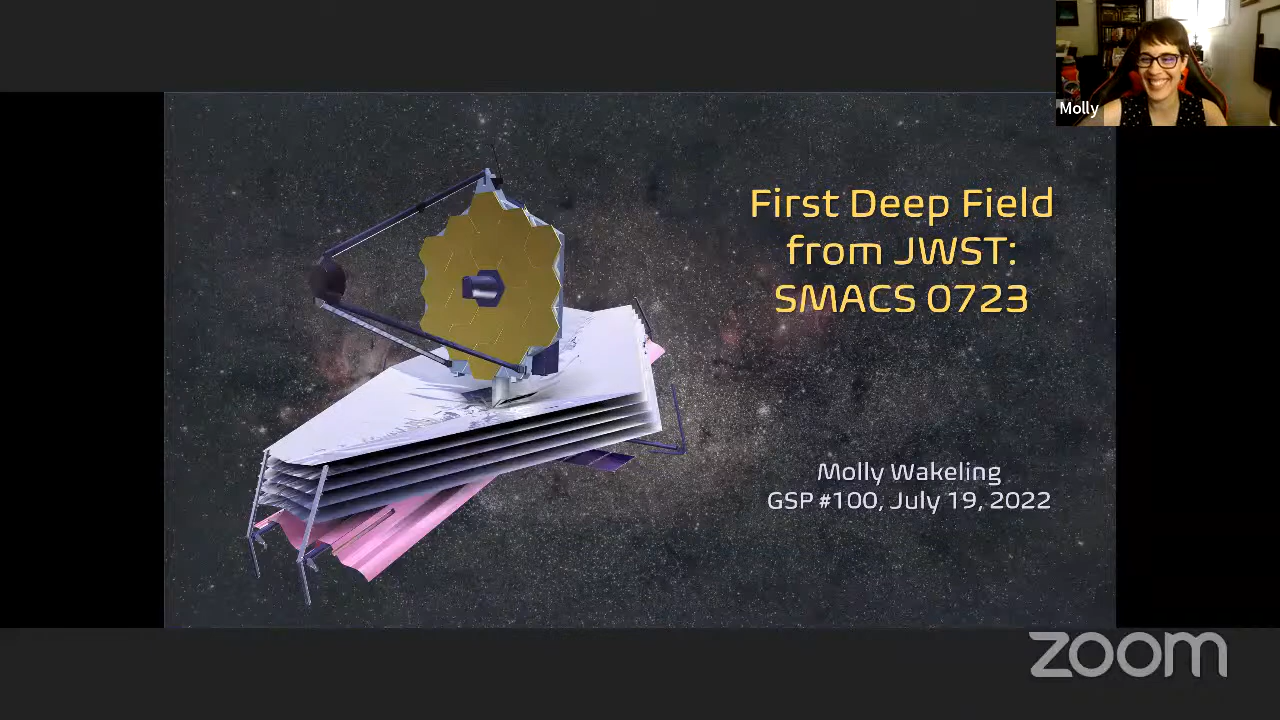 Molly
First Deep Field
from JWST:
SMACS 0723
Molly Wakeling
GSP #100, July 19, 2022
zoom